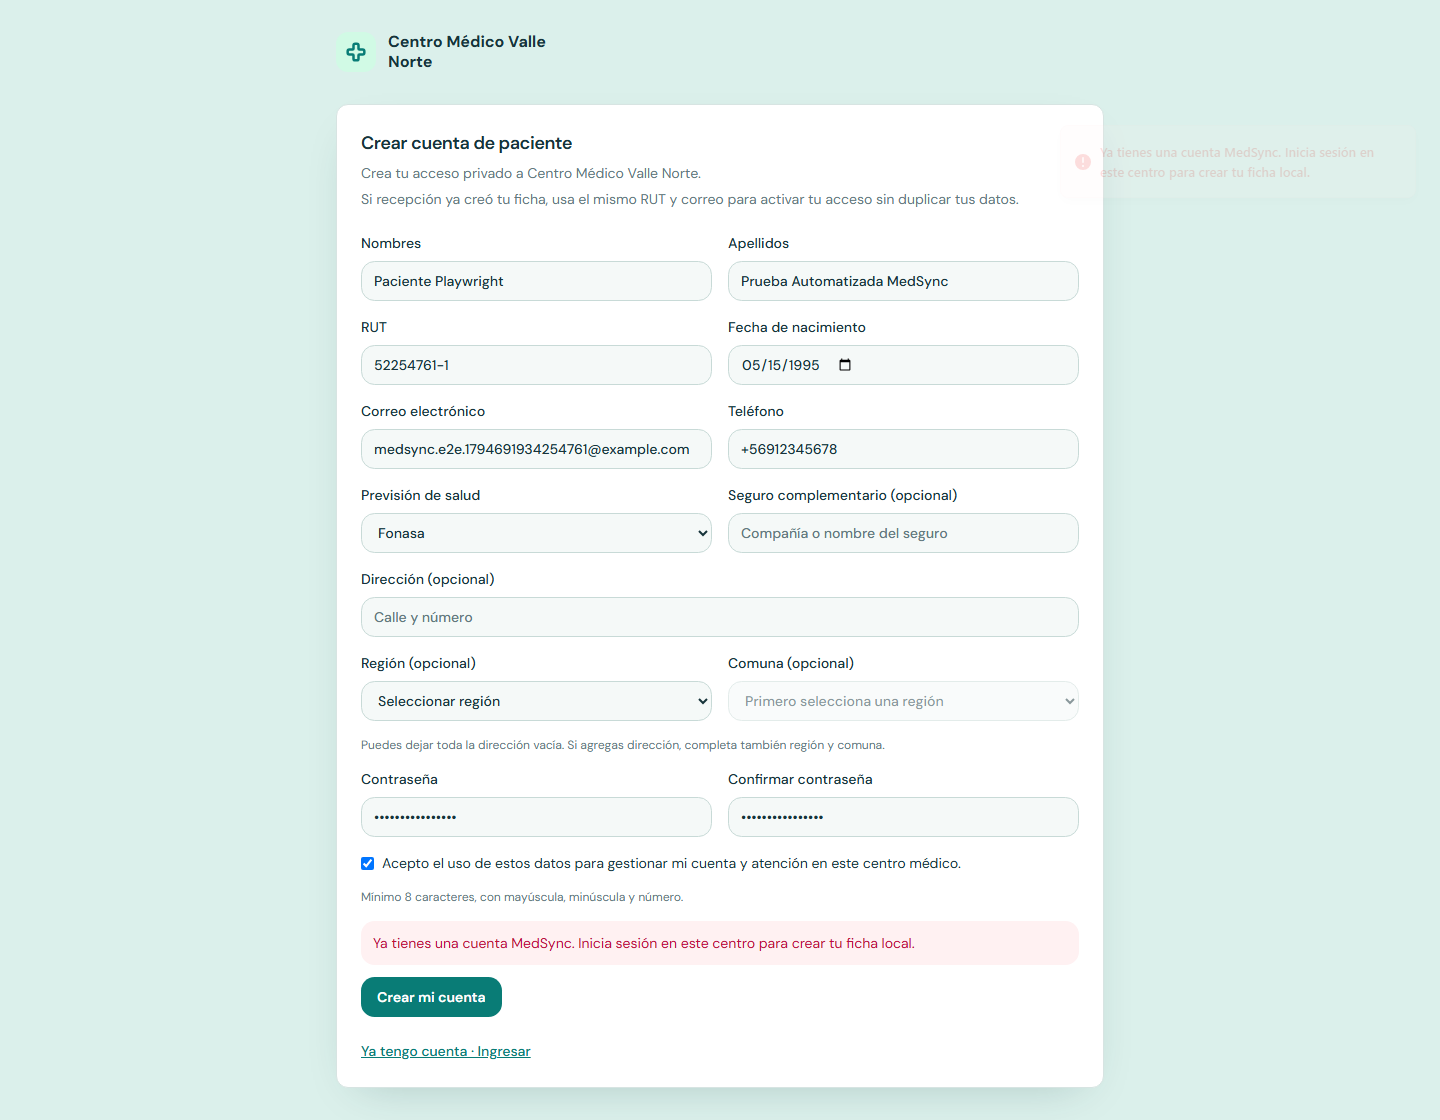 Centro Médico Valle
Norte
Crear cuenta de paciente
Crea tu acceso privado a Centro Médico Valle Norte.
Si recepción ya creó tu ficha, usa el mismo RUT y correo para activar tu acceso sin duplicar tus datos.
Ya tienes una cuenta MedSync. Inicia sesión en
este centro para crear tu ficha local.
Nombres
Apellidos
Paciente Playwright
Prueba Automatizada MedSync
RUT
Fecha de nacimiento
52254761-1
05/15/1995
Correo electrónico
Teléfono
medsync.e2e.1794691934254761@example.com
+56912345678
Previsión de salud
Seguro complementario (opcional)
Fonasa
Compañía o nombre del seguro
Dirección (opcional)
Calle y número
Región (opcional)
Comuna (opcional)
Seleccionar región
Primero selecciona una región
Puedes dejar toda la dirección vacía. Si agregas dirección, completa también región y comuna.
Contraseña
Confirmar contraseña
••••••••••••••••
••••••••••••••••
Acepto el uso de estos datos para gestionar mi cuenta y atención en este centro médico.
Mínimo 8 caracteres, con mayúscula, minúscula y número.
Ya tienes una cuenta MedSync. Inicia sesión en este centro para crear tu ficha local.
Crear mi cuenta
Ya tengo cuenta · Ingresar